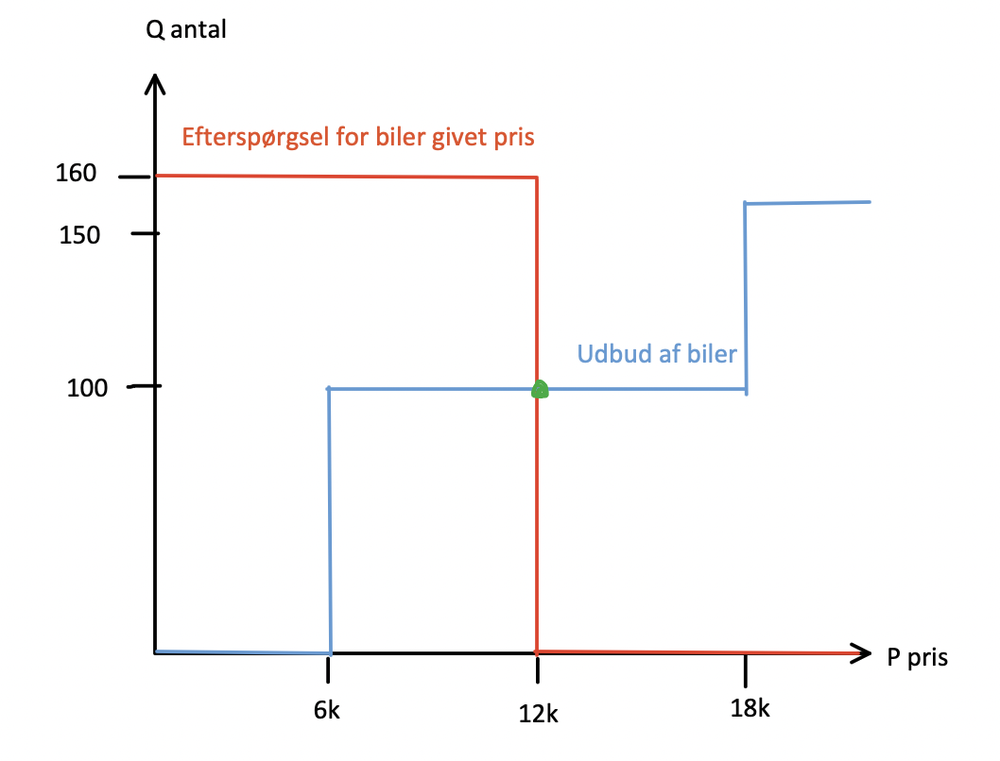 Q antal
Efterspørgsel for biler givet pris
160
150
Udbud af biler
100
P pris
6k
12k
18k